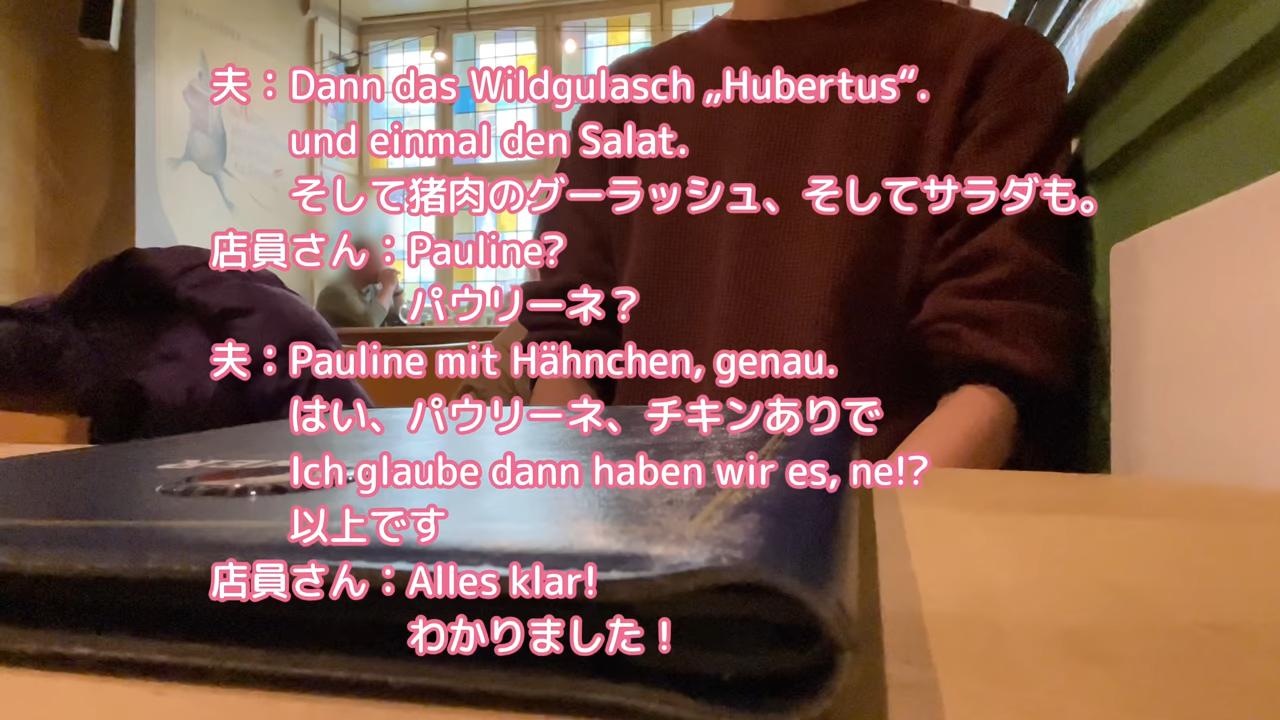 夫：Dann das Wildgulasch „Hubertus“.
und einmal den Salat.
そして猪肉のグーラッシュ、そしてサラダも。
店員さん：Pauline?
パウリーネ？
夫：Pauline mit Hähnchen, genau.
はい、パウリーネ、チキンありで
Ich glaube dann haben wir es, ne!?
以上です
店員さん：Alles klar!
わかりました！